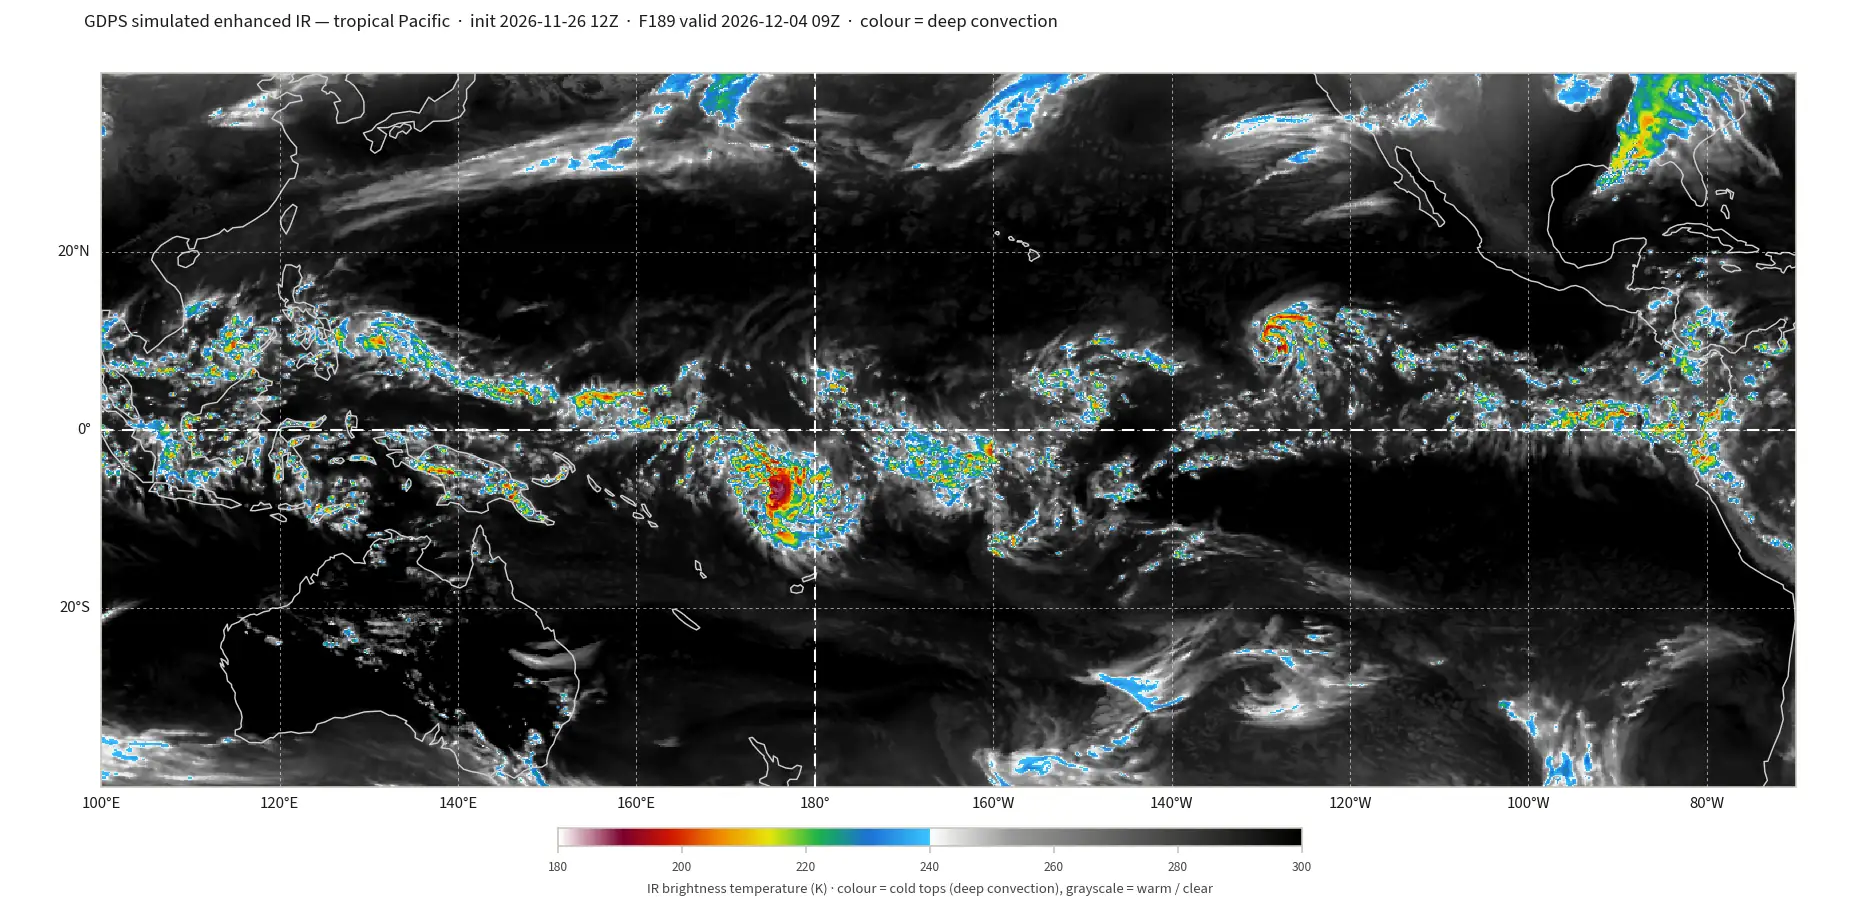 GDPS simulated enhanced IR — tropical Pacific · init 2026-11-26 12Z · F189 valid 2026-12-04 09Z · colour = deep convection
20°N
0°
20°S
100°E 120°E 140°E 160°E 180° 160°W 140°W 120°W 100°W 80°W
180 200 220 240 260 280 300
IR brightness temperature (K) · colour = cold tops (deep convection), grayscale = warm / clear